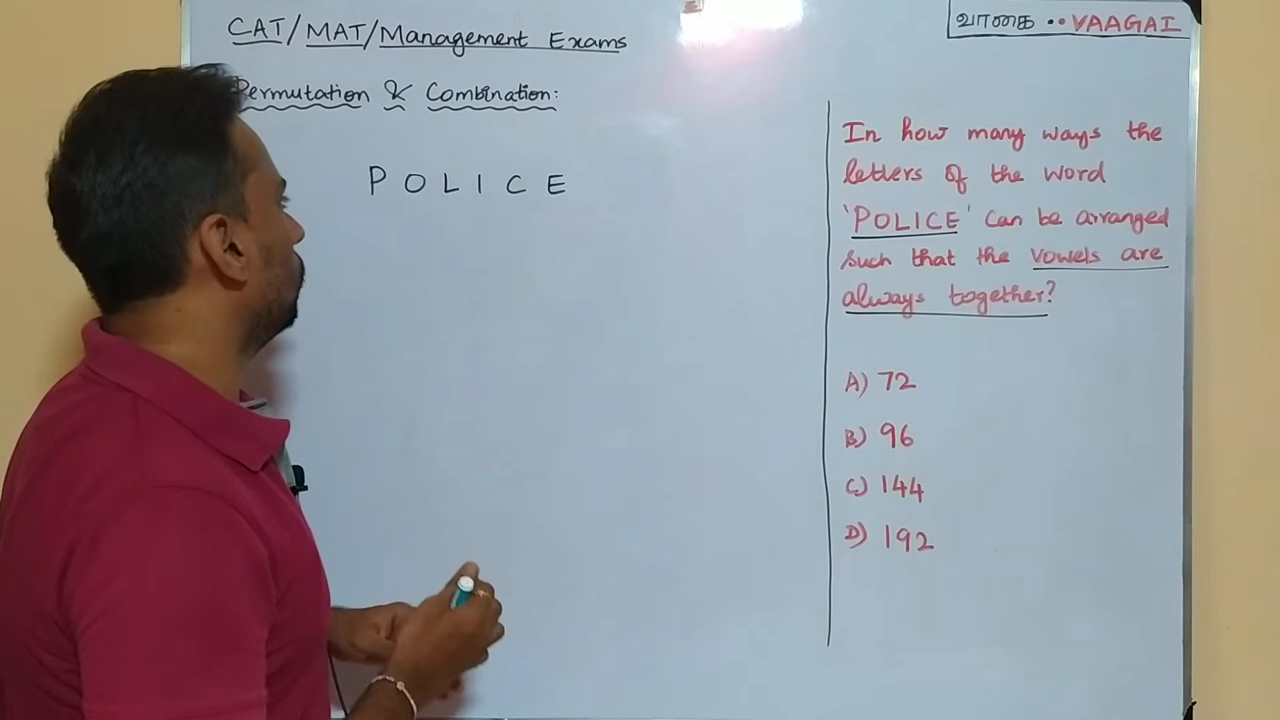 CAT/MAT/Management Exams
வாகை ••VAAGAI
Permutation & Combination:
P O L I C E
In how many ways the
letters of the word
'POLICE' can be arranged
such that the vowels are
always together?
A) 72
B) 96
C) 144
D) 192